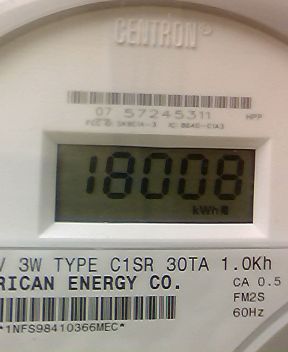 CENTRON®
07 57245311 HPP
18008
kWh
V 3W TYPE C1SR 30TA 1.0Kh
RICAN ENERGY CO. CA 0.5
FM2S
*1NFS98410366MEC* 60Hz